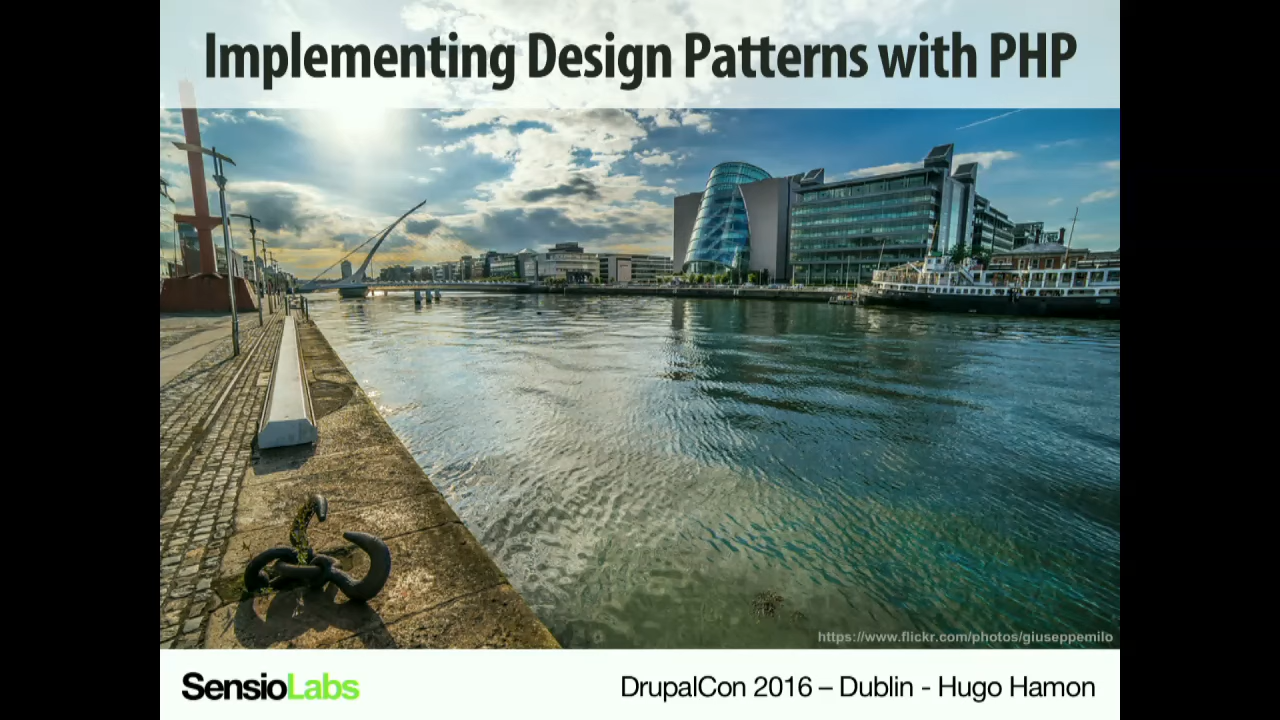 Implementing Design Patterns with PHP
https://www.flickr.com/photos/giuseppemilo
SensioLabs
DrupalCon 2016 – Dublin - Hugo Hamon